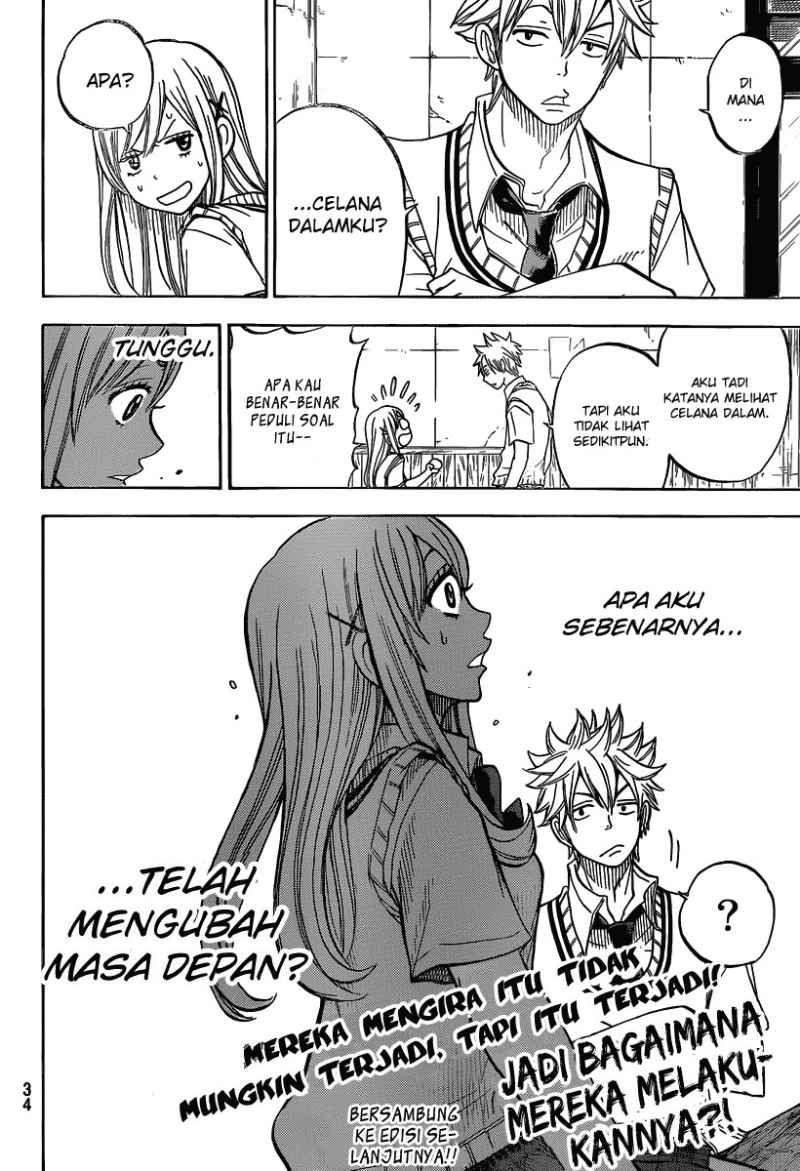 DI
MANA
...
...CELANA
DALAMKU?
APA?
AKU TADI
KATANYA MELIHAT
CELANA DALAM.
TAPI AKU
TIDAK LIHAT
SEDIKITPUN.
APA KAU
BENAR-BENAR
PEDULI SOAL
ITU--
TUNGGU.
APA AKU
SEBENARNYA...
?
...TELAH
MENGUBAH
MASA DEPAN?
MEREKA MENGIRA ITU TIDAK
MUNGKIN TERJADI, TAPI ITU TERJADI!
JADI BAGAIMANA
MEREKA MELAKU-
KANNYA?!
BERSAMBUNG
KE EDISI SE-
LANJUTNYA!!
34